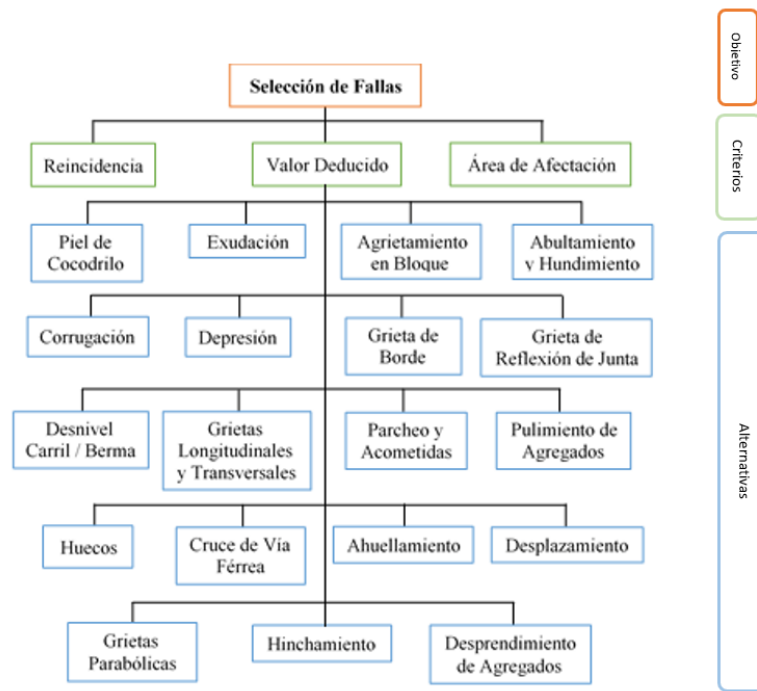 Selección de Fallas
Objetivo
Reincidencia
Valor Deducido
Área de Afectación
Criterios
Piel de
Cocodrilo
Exudación
Agrietamiento
en Bloque
Abultamiento
y Hundimiento
Corrugación
Depresión
Grieta de
Borde
Grieta de
Reflexión de Junta
Desnivel
Carril / Berma
Grietas
Longitudinales
y Transversales
Parcheo y
Acometidas
Pulimiento de
Agregados
Alternativas
Huecos
Cruce de Vía
Férrea
Ahuellamiento
Desplazamiento
Grietas
Parabólicas
Hinchamiento
Desprendimiento
de Agregados